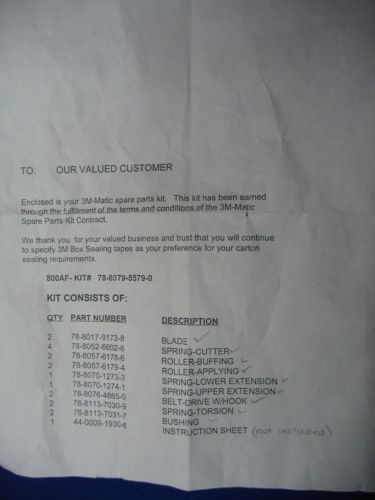 TO: OUR VALUED CUSTOMER
Enclosed is your 3M-Matic spare parts kit. This kit has been earned
through the fulfillment of the terms and conditions of the 3M-Matic
Spare Parts Kit Contract.
We thank you for your valued business and trust that you will continue
to specify 3M Box Sealing tapes as your preference for your carton
sealing requirements.
800AF- KIT# 78-8079-5579-0
KIT CONSISTS OF:
QTY PART NUMBER DESCRIPTION
2 78-8017-9173-8 BLADE ✓
4 78-8052-6602-6 SPRING-CUTTER ✓
2 78-8057-6178-6 ROLLER-BUFFING ✓
2 78-8057-6179-4 ROLLER-APPLYING ✓
1 78-8070-1273-3 SPRING-LOWER EXTENSION ✓
1 78-8070-1274-1 SPRING-UPPER EXTENSION ✓
2 78-8076-4865-0 BELT-DRIVE W/HOOK ✓
2 78-8113-7030-9 SPRING-TORSION ✓
2 78-8113-7031-7 BUSHING ✓
1 44-0009-1930-6 INSTRUCTION SHEET (not included)